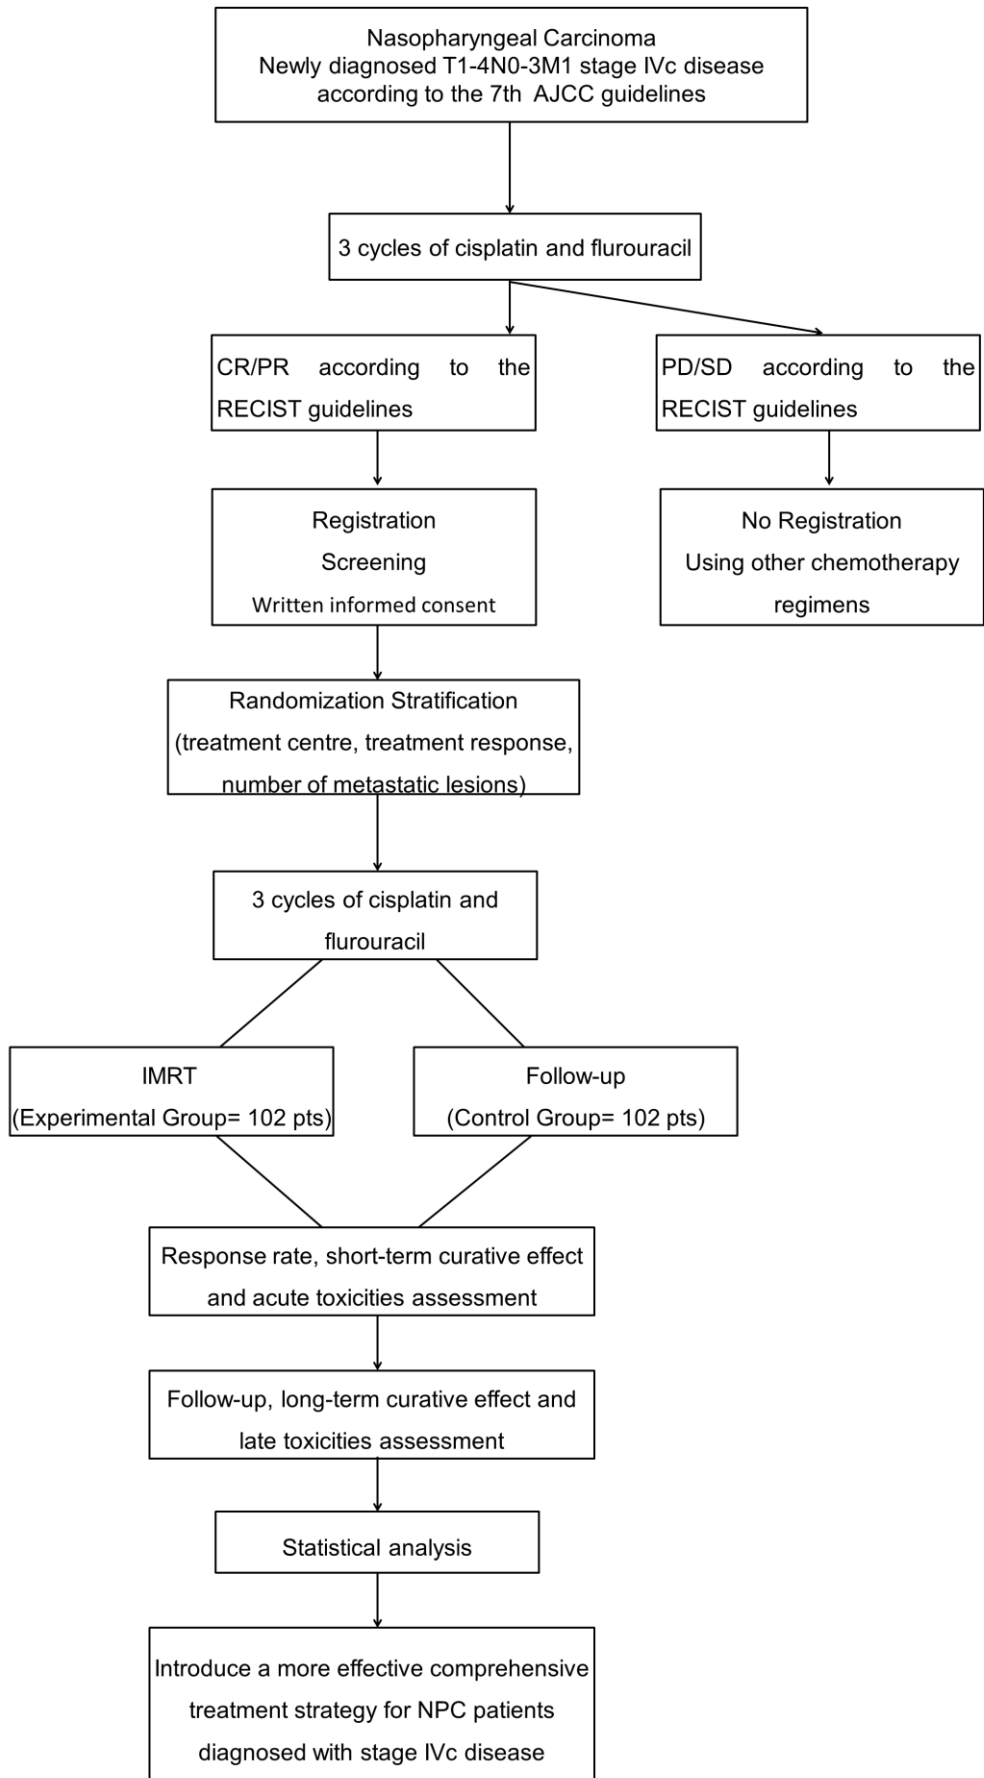 Nasopharyngeal Carcinoma
Newly diagnosed T1-4N0-3M1 stage IVc disease
according to the 7th AJCC guidelines
3 cycles of cisplatin and flurouracil
CR/PR according to the
RECIST guidelines
PD/SD according to the
RECIST guidelines
Registration
Screening
Written informed consent
No Registration
Using other chemotherapy
regimens
Randomization Stratification
(treatment centre, treatment response,
number of metastatic lesions)
3 cycles of cisplatin and
flurouracil
IMRT
(Experimental Group= 102 pts)
Follow-up
(Control Group= 102 pts)
Response rate, short-term curative effect
and acute toxicities assessment
Follow-up, long-term curative effect and
late toxicities assessment
Statistical analysis
Introduce a more effective comprehensive
treatment strategy for NPC patients
diagnosed with stage IVc disease